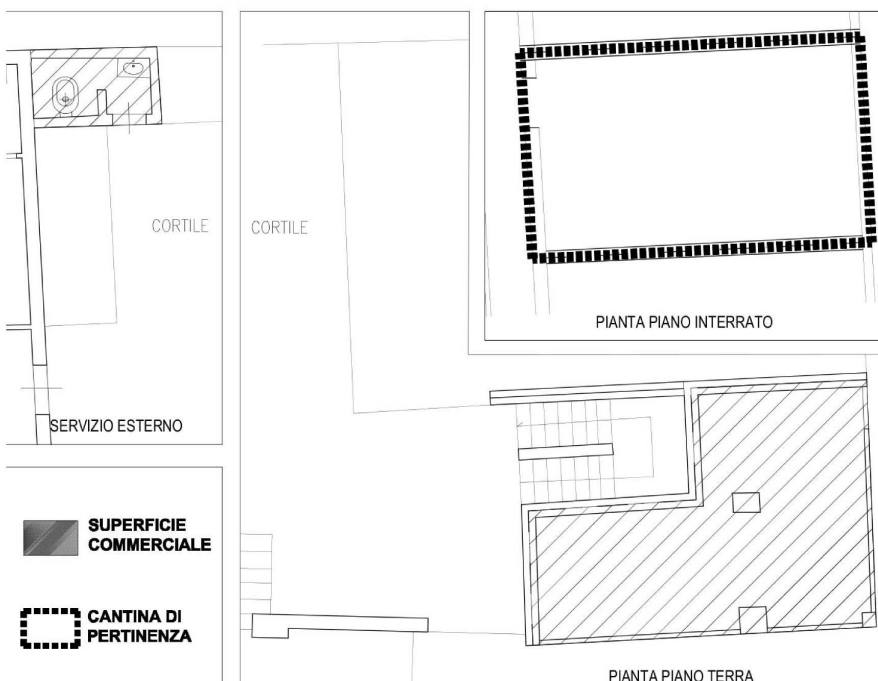 CORTILE
SERVIZIO ESTERNO
CORTILE
PIANTA PIANO INTERRATO
SUPERFICIE
COMMERCIALE
CANTINA DI
PERTINENZA
PIANTA PIANO TERRA